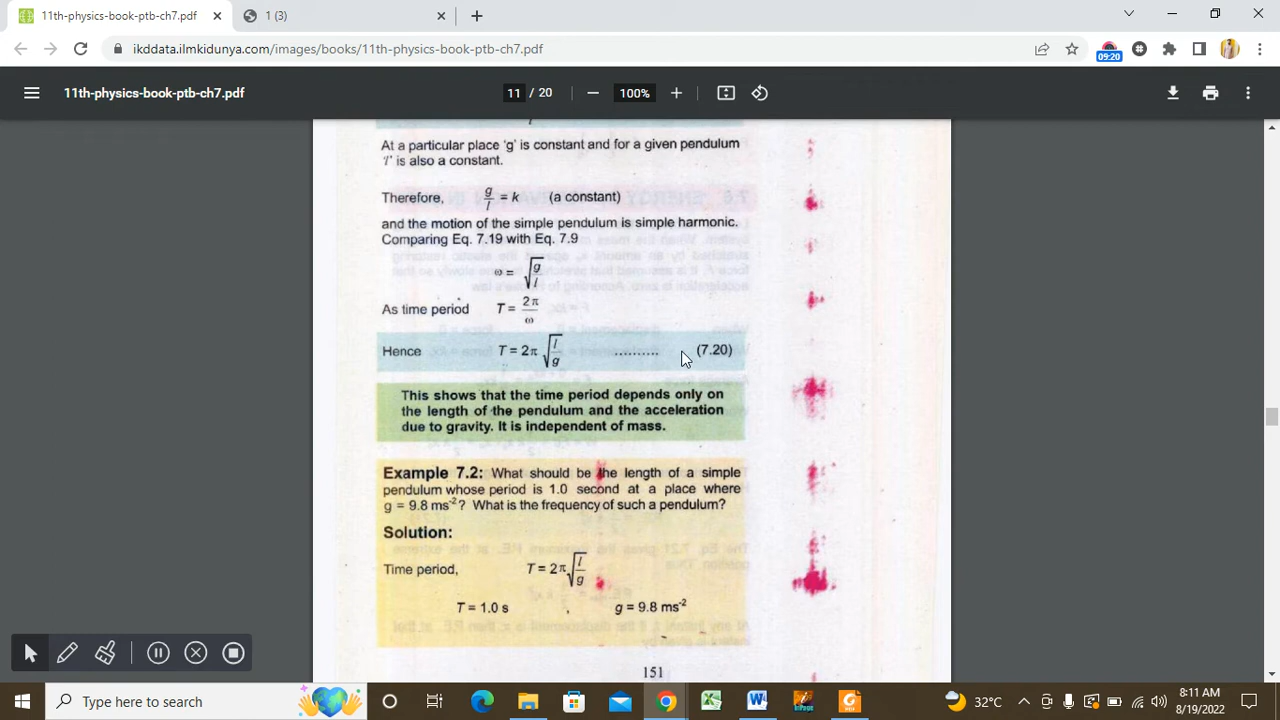 11th-physics-book-ptb-ch7.pdf
1 (3)
ikddata.ilmkidunya.com/images/books/11th-physics-book-ptb-ch7.pdf
09:20
11th-physics-book-ptb-ch7.pdf
11 / 20
100%
At a particular place 'g' is constant and for a given pendulum
'l' is also a constant.
Therefore, g/l = k (a constant)
and the motion of the simple pendulum is simple harmonic.
Comparing Eq. 7.19 with Eq. 7.9
ω = √(g/l)
As time period T = 2π/ω
Hence T = 2π √(l/g) .......... (7.20)
This shows that the time period depends only on
the length of the pendulum and the acceleration
due to gravity. It is independent of mass.
Example 7.2: What should be the length of a simple
pendulum whose period is 1.0 second at a place where
g = 9.8 ms⁻²? What is the frequency of such a pendulum?
Solution:
Time period, T = 2π√(l/g)
T = 1.0 s , g = 9.8 ms⁻²
151
Type here to search
32°C
8:11 AM
8/19/2022